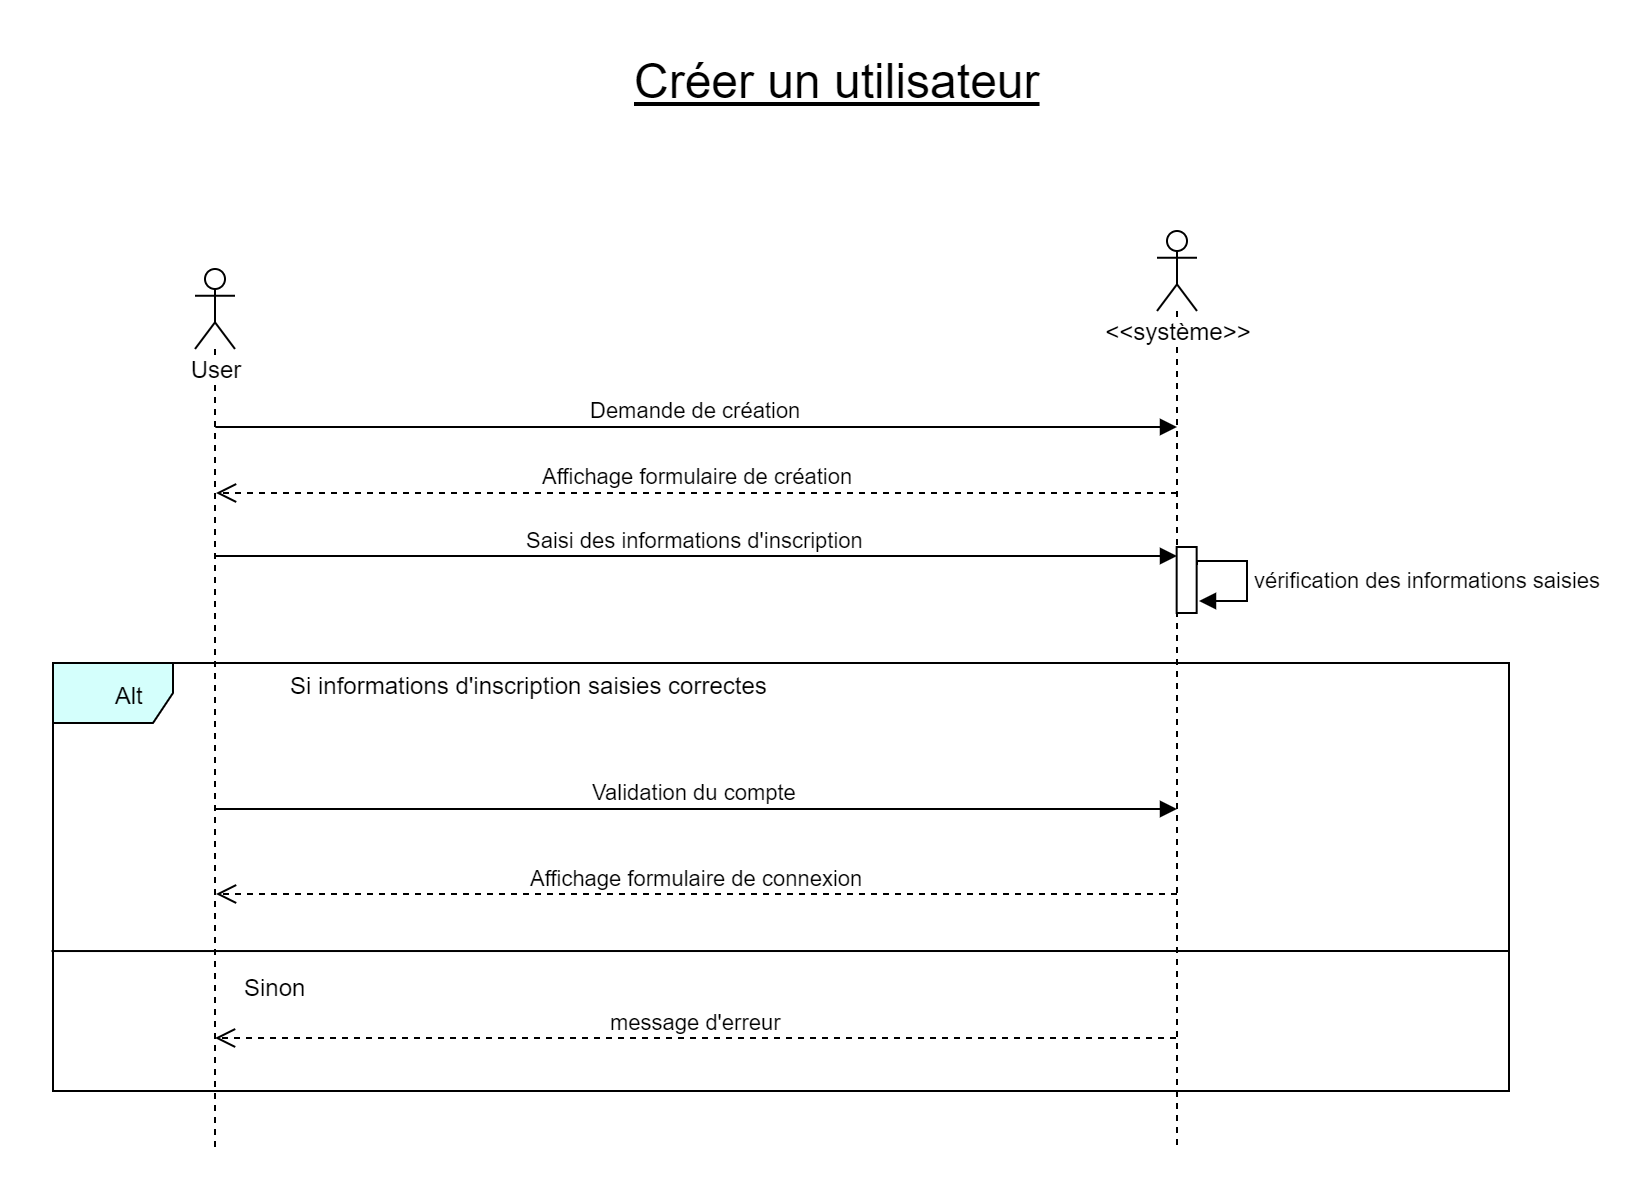 Créer un utilisateur
<<système>>
User
Demande de création
Affichage formulaire de création
Saisi des informations d'inscription
vérification des informations saisies
Alt
Si informations d'inscription saisies correctes
Validation du compte
Affichage formulaire de connexion
Sinon
message d'erreur